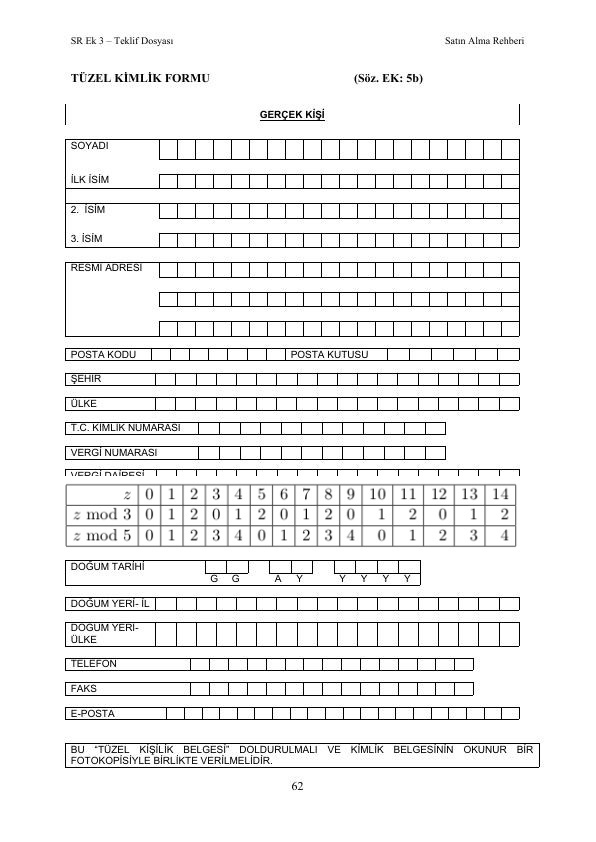 SR Ek 3 – Teklif Dosyası Satın Alma Rehberi
TÜZEL KİMLİK FORMU (Söz. EK: 5b)
GERÇEK KİŞİ
SOYADI
İLK İSİM
2. İSİM
3. İSİM
RESMİ ADRESİ
POSTA KODU POSTA KUTUSU
ŞEHİR
ÜLKE
T.C. KİMLİK NUMARASI
VERGİ NUMARASI
VERGİ DAİRESİ
z 0 1 2 3 4 5 6 7 8 9 10 11 12 13 14
z mod 3 0 1 2 0 1 2 0 1 2 0 1 2 0 1 2
z mod 5 0 1 2 3 4 0 1 2 3 4 0 1 2 3 4
DOĞUM TARİHİ
G G A Y Y Y Y Y
DOĞUM YERİ- İL
DOĞUM YERİ-
ÜLKE
TELEFON
FAKS
E-POSTA
BU “TÜZEL KİŞİLİK BELGESİ” DOLDURULMALI VE KİMLİK BELGESİNİN OKUNUR BİR
FOTOKOPİSİYLE BİRLİKTE VERİLMELİDİR.
62